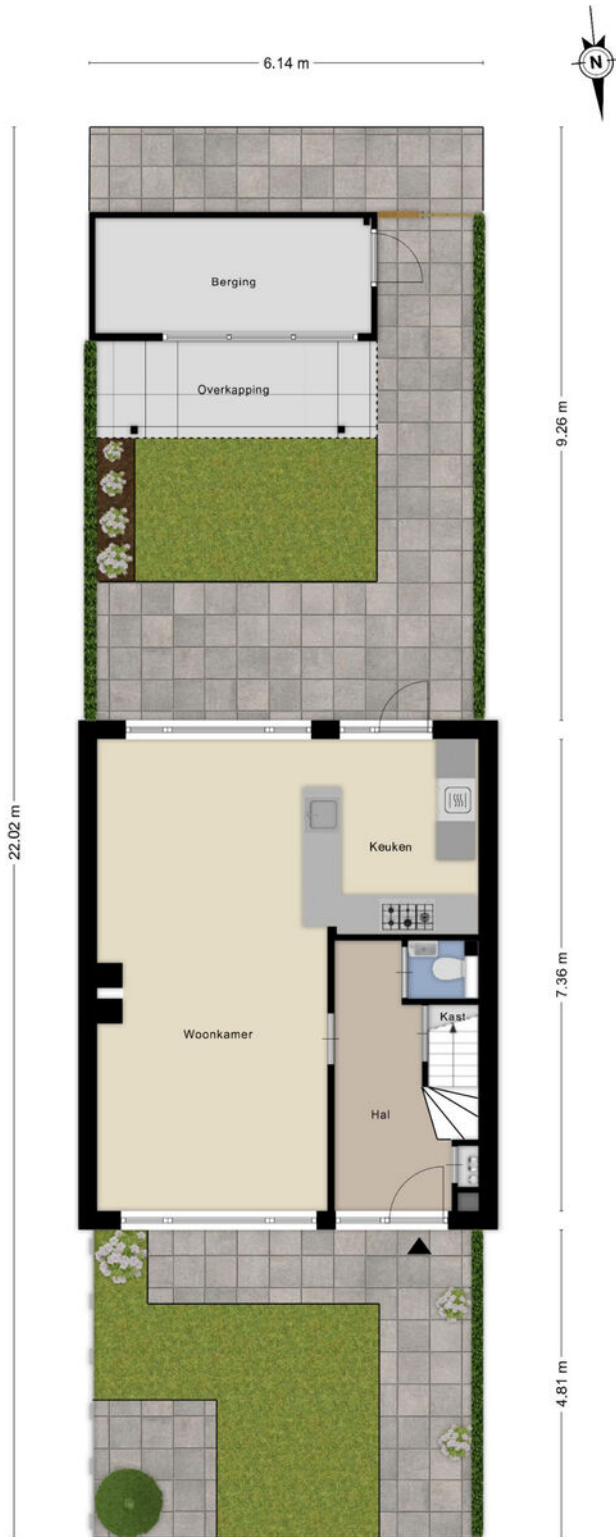 6.14 m
N
Berging
Overkapping
9.26 m
22.02 m
Keuken
7.36 m
Kast
Woonkamer
Hal
4.81 m